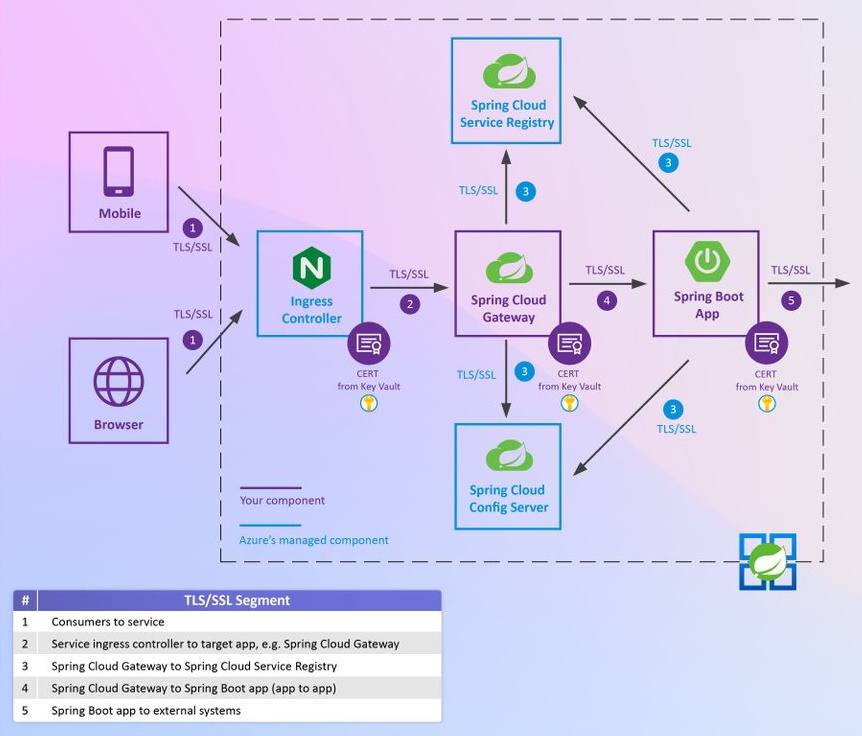 Spring Cloud
Service Registry
TLS/SSL
3
Mobile
1
TLS/SSL
TLS/SSL
3
N
Ingress
Controller
TLS/SSL
2
Spring Cloud
Gateway
TLS/SSL
4
Spring Boot
App
TLS/SSL
5
TLS/SSL
1
Browser
CERT
from Key Vault
TLS/SSL
3
CERT
from Key Vault
CERT
from Key Vault
3
TLS/SSL
Spring Cloud
Config Server
Your component
Azure's managed component
# TLS/SSL Segment
1 Consumers to service
2 Service ingress controller to target app, e.g. Spring Cloud Gateway
3 Spring Cloud Gateway to Spring Cloud Service Registry
4 Spring Cloud Gateway to Spring Boot app (app to app)
5 Spring Boot app to external systems